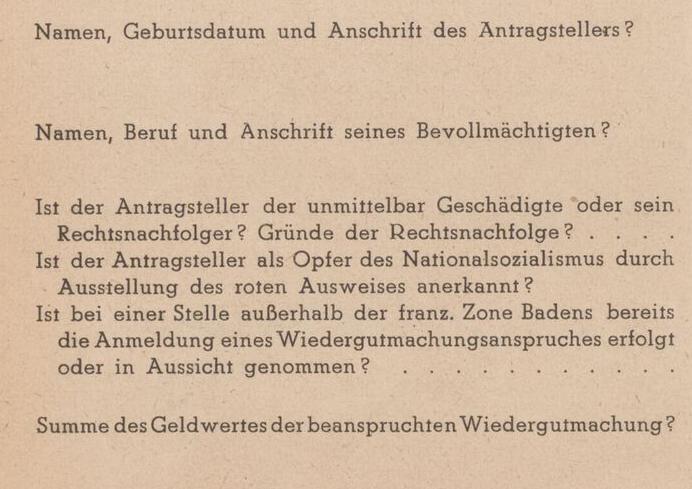 Namen, Geburtsdatum und Anschrift des Antragstellers?
Namen, Beruf und Anschrift seines Bevollmächtigten?
Ist der Antragsteller der unmittelbar Geschädigte oder sein
Rechtsnachfolger? Gründe der Rechtsnachfolge? . . . .
Ist der Antragsteller als Opfer des Nationalsozialismus durch
Ausstellung des roten Ausweises anerkannt?
Ist bei einer Stelle außerhalb der franz. Zone Badens bereits
die Anmeldung eines Wiedergutmachungsanspruches erfolgt
oder in Aussicht genommen? . . . . . . . . . . .
Summe des Geldwertes der beanspruchten Wiedergutmachung?